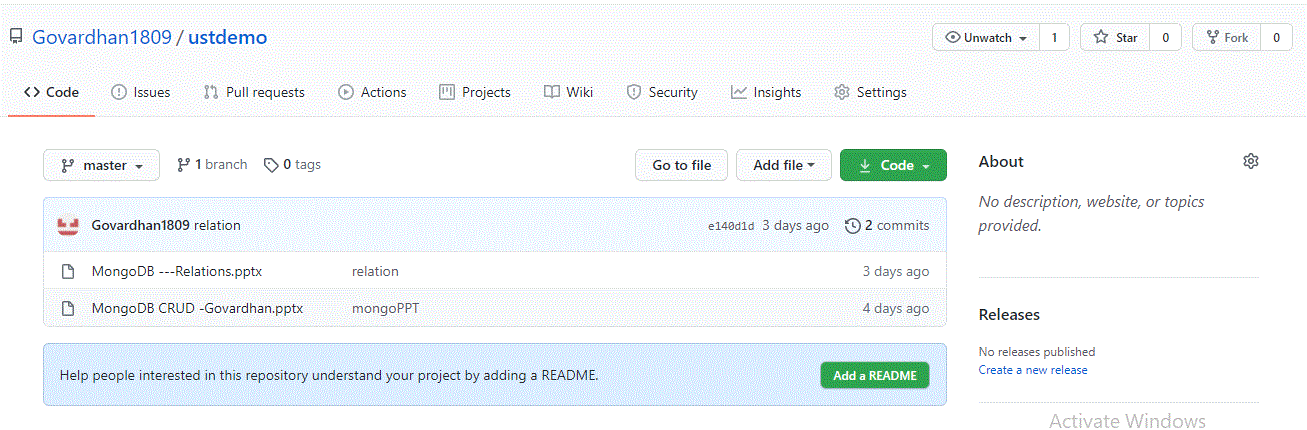 Govardhan1809 / ustdemo
Unwatch 1 Star 0 Fork 0
Code Issues Pull requests Actions Projects Wiki Security Insights Settings
master 1 branch 0 tags Go to file Add file Code
Govardhan1809 relation e140d1d 3 days ago 2 commits
MongoDB ---Relations.pptx relation 3 days ago
MongoDB CRUD -Govardhan.pptx mongoPPT 4 days ago
Help people interested in this repository understand your project by adding a README. Add a README
About
No description, website, or topics
provided.
Releases
No releases published
Create a new release
Activate Windows